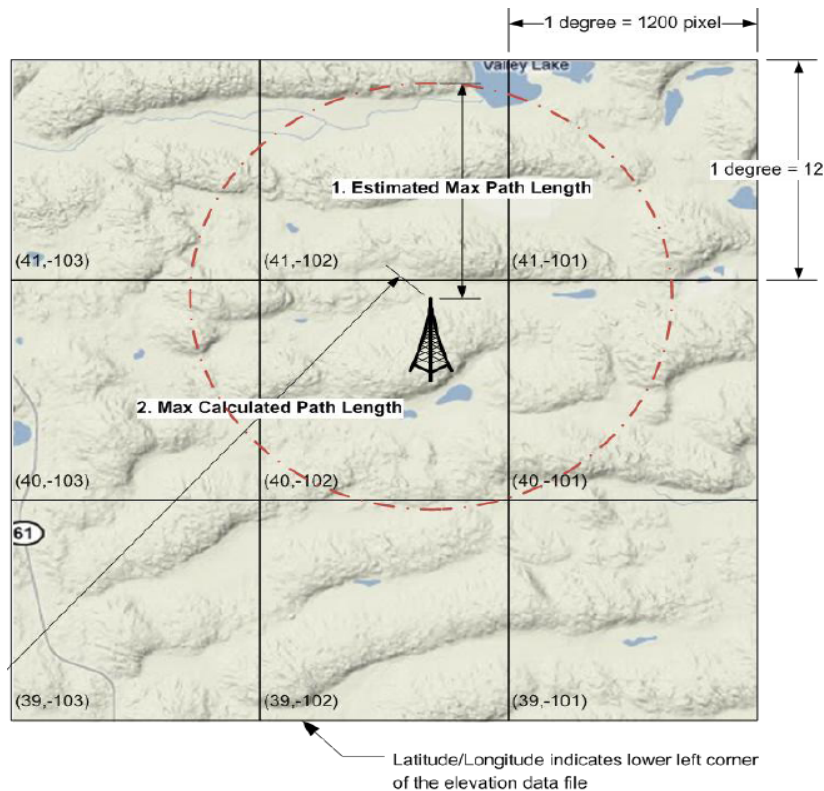 1 degree = 1200 pixel
Valley Lake
1 degree = 12
1. Estimated Max Path Length
(41,-103)
(41,-102)
(41,-101)
2. Max Calculated Path Length
(40,-103)
(40,-102)
(40,-101)
61
(39,-103)
(39,-102)
(39,-101)
Latitude/Longitude indicates lower left corner
of the elevation data file